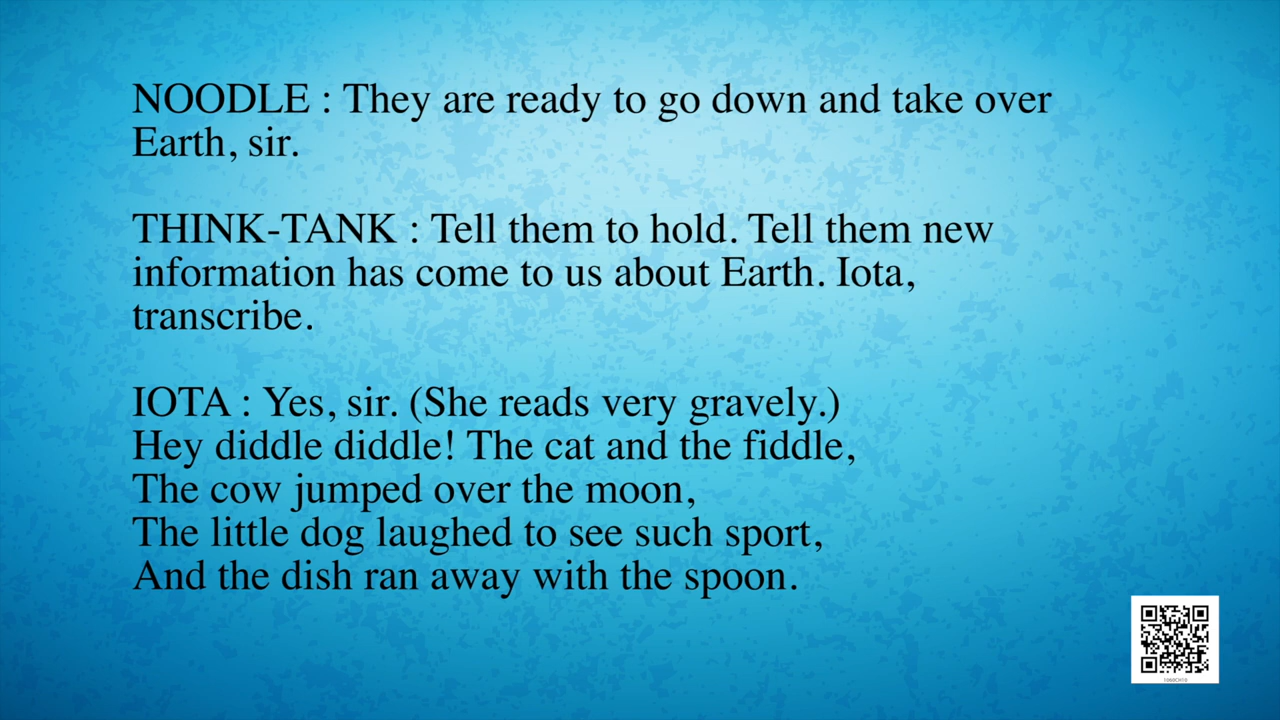 NOODLE : They are ready to go down and take over
Earth, sir.
THINK-TANK : Tell them to hold. Tell them new
information has come to us about Earth. Iota,
transcribe.
IOTA : Yes, sir. (She reads very gravely.)
Hey diddle diddle! The cat and the fiddle,
The cow jumped over the moon,
The little dog laughed to see such sport,
And the dish ran away with the spoon.